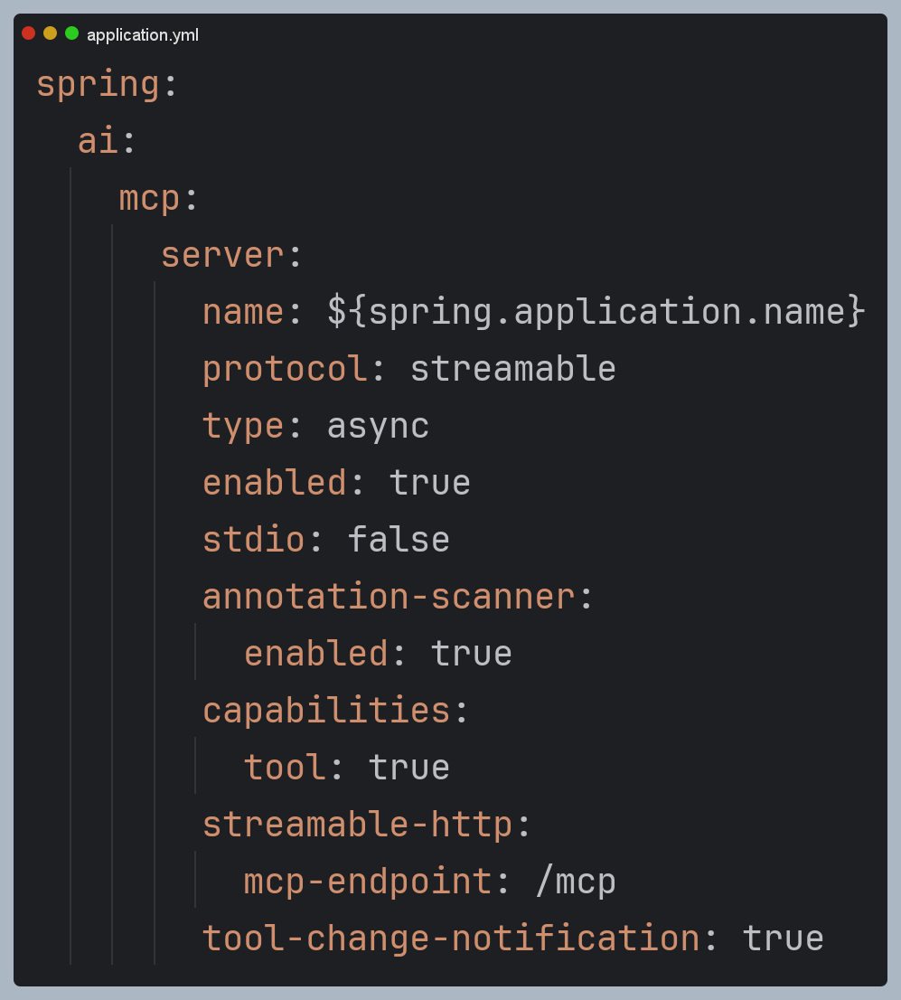 application.yml
spring:
  ai:
    mcp:
      server:
        name: ${spring.application.name}
        protocol: streamable
        type: async
        enabled: true
        stdio: false
        annotation-scanner:
          enabled: true
        capabilities:
          tool: true
        streamable-http:
          mcp-endpoint: /mcp
        tool-change-notification: true